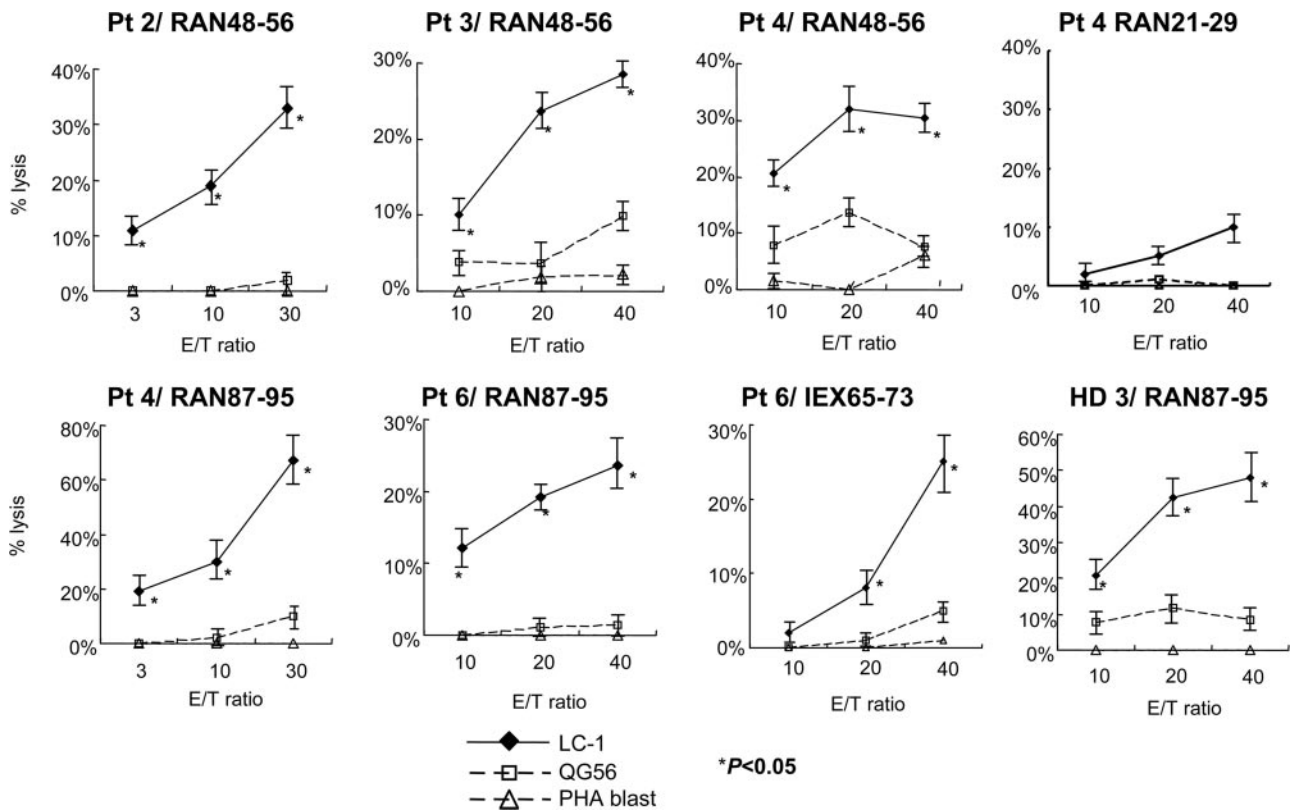 Pt 2/ RAN48-56
Pt 3/ RAN48-56
Pt 4/ RAN48-56
Pt 4 RAN21-29
% lysis
40%
30%
20%
10%
0%
3 10 30
E/T ratio
*
*
*
30%
20%
10%
0%
10 20 40
E/T ratio
*
*
*
40%
30%
20%
10%
0%
10 20 40
E/T ratio
*
*
*
40%
30%
20%
10%
0%
10 20 40
E/T ratio
Pt 4/ RAN87-95
Pt 6/ RAN87-95
Pt 6/ IEX65-73
HD 3/ RAN87-95
% lysis
80%
60%
40%
20%
0%
3 10 30
E/T ratio
*
*
*
30%
20%
10%
0%
10 20 40
E/T ratio
*
*
*
30%
20%
10%
0%
10 20 40
E/T ratio
*
*
60%
50%
40%
30%
20%
10%
0%
10 20 40
E/T ratio
*
*
*
LC-1
QG56
PHA blast
*P<0.05